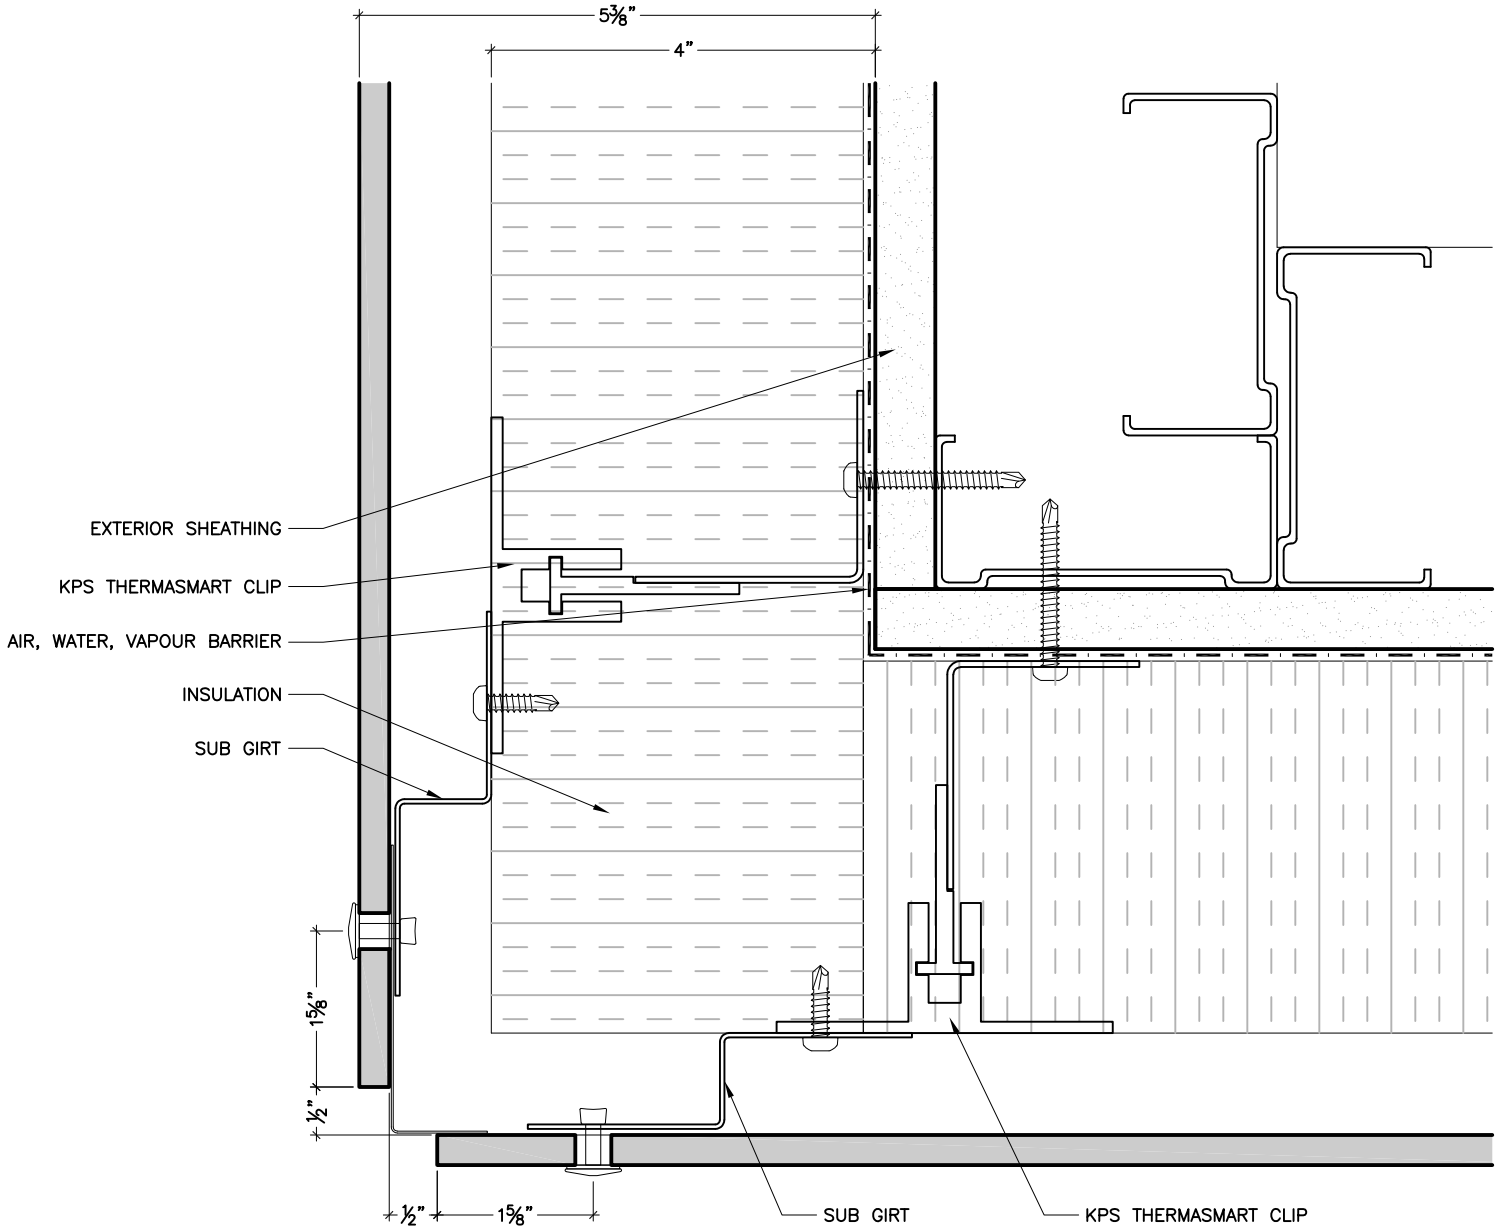 5⅜"
4"
EXTERIOR SHEATHING
KPS THERMASMART CLIP
AIR, WATER, VAPOUR BARRIER
INSULATION
SUB GIRT
1⅝"
½"
½"
1⅝"
SUB GIRT
KPS THERMASMART CLIP